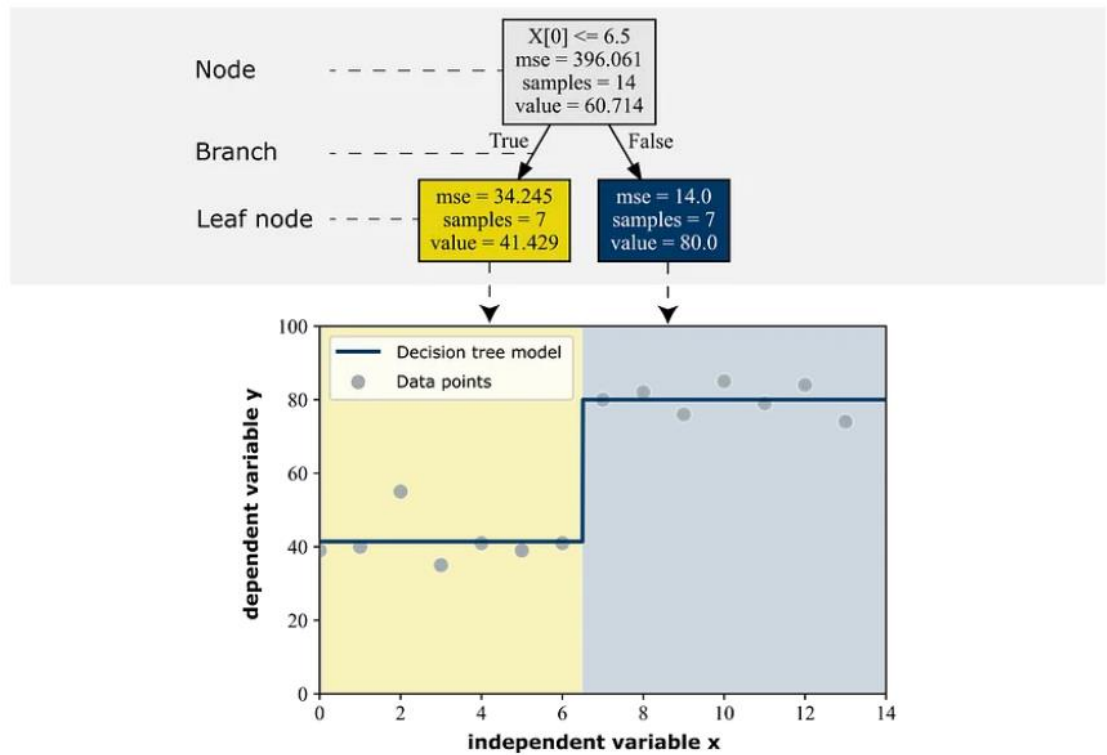 X[0] <= 6.5
mse = 396.061
samples = 14
value = 60.714
Node
True
False
Branch
mse = 34.245
samples = 7
value = 41.429
mse = 14.0
samples = 7
value = 80.0
Leaf node
100
80
60
40
20
0
dependent variable y
Decision tree model
Data points
0 2 4 6 8 10 12 14
independent variable x